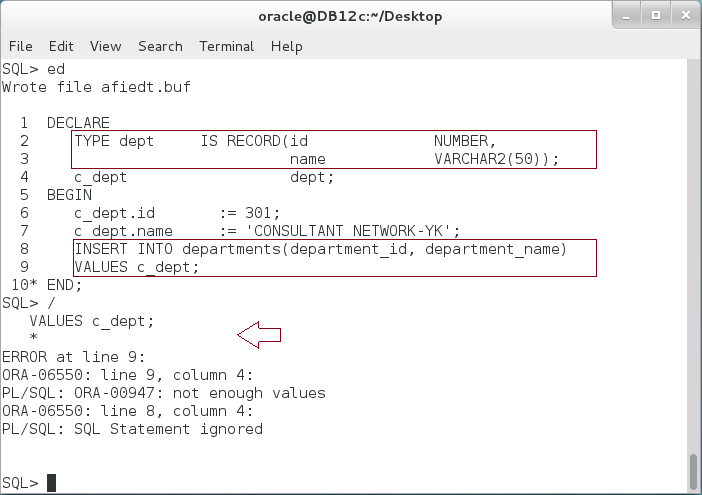 oracle@DB12c:~/Desktop
File Edit View Search Terminal Help
SQL> ed
Wrote file afiedt.buf
1 DECLARE
2 TYPE dept IS RECORD(id NUMBER,
3 name VARCHAR2(50));
4 c_dept dept;
5 BEGIN
6 c_dept.id := 301;
7 c_dept.name := 'CONSULTANT NETWORK-YK';
8 INSERT INTO departments(department_id, department_name)
9 VALUES c_dept;
10* END;
SQL> /
VALUES c_dept;
*
ERROR at line 9:
ORA-06550: line 9, column 4:
PL/SQL: ORA-00947: not enough values
ORA-06550: line 8, column 4:
PL/SQL: SQL Statement ignored
SQL>